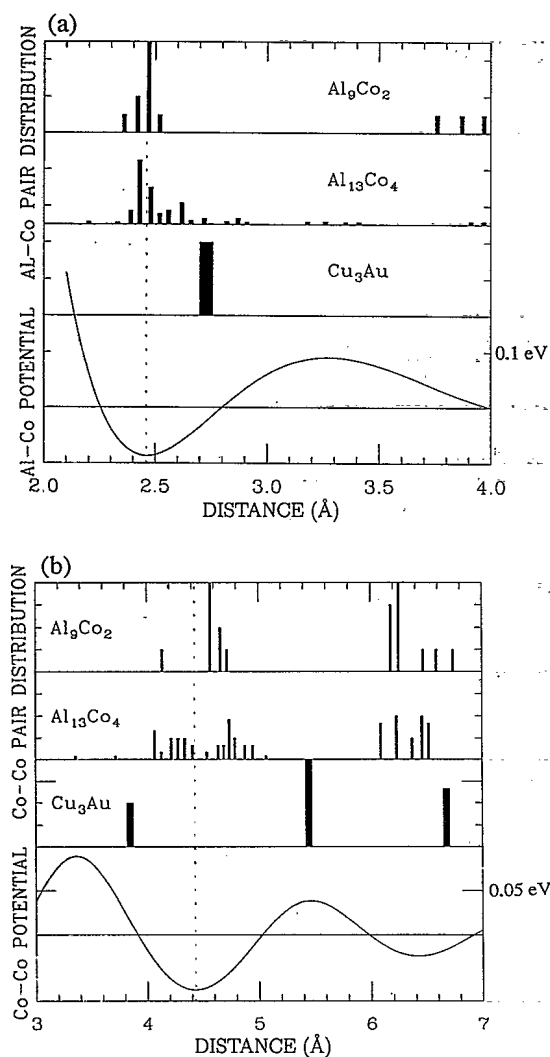 (a)
AL-Co PAIR DISTRIBUTION
Al₉Co₂
Al₁₃Co₄
Cu₃Au
Al-Co POTENTIAL
0.1 eV
2.0 2.5 3.0 3.5 4.0
DISTANCE (Å)
(b)
Co-Co PAIR DISTRIBUTION
Al₉Co₂
Al₁₃Co₄
Cu₃Au
Co-Co POTENTIAL
0.05 eV
3 4 5 6 7
DISTANCE (Å)